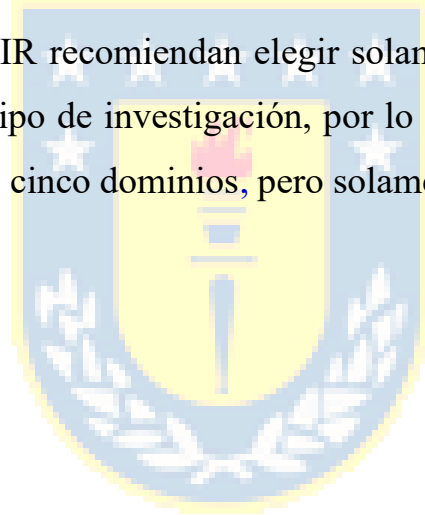 IR recomiendan elegir solam
ipo de investigación, por lo
cinco dominios, pero solame